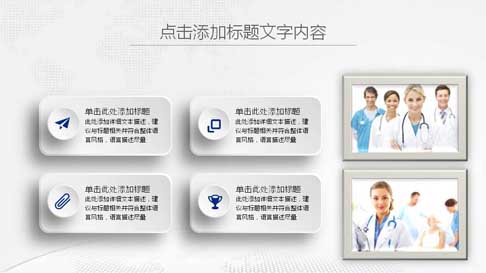 点击添加标题文字内容
单击此处添加标题
此处添加详细文本描述，建
议与标题相关并符合整体语
言风格，语言描述尽量
单击此处添加标题
此处添加详细文本描述，建
议与标题相关并符合整体语
言风格，语言描述尽量
单击此处添加标题
此处添加详细文本描述，建
议与标题相关并符合整体语
言风格，语言描述尽量
单击此处添加标题
此处添加详细文本描述，建
议与标题相关并符合整体语
言风格，语言描述尽量